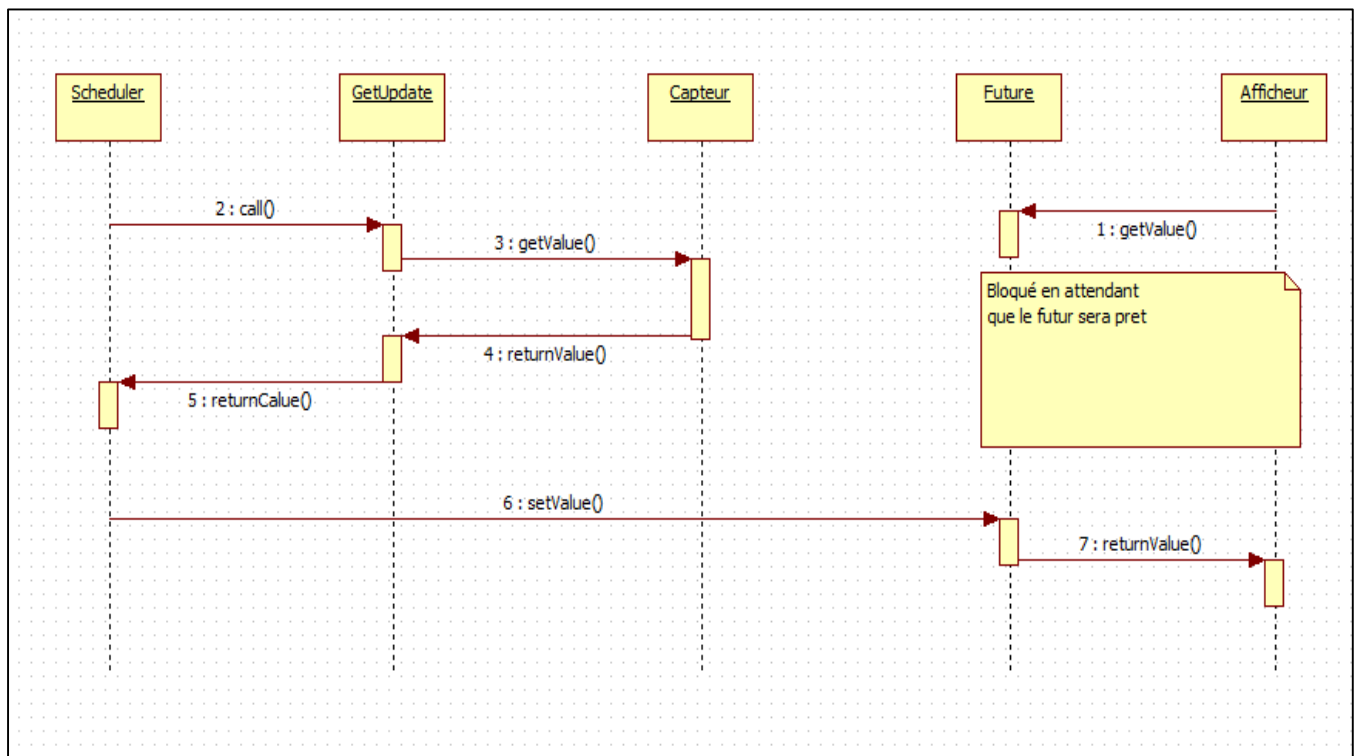 Scheduler
GetUpdate
Capteur
Future
Afficheur
2 : call()
1 : getValue()
3 : getValue()
Bloqué en attendant
que le futur sera pret
4 : returnValue()
5 : returnCalue()
6 : setValue()
7 : returnValue()